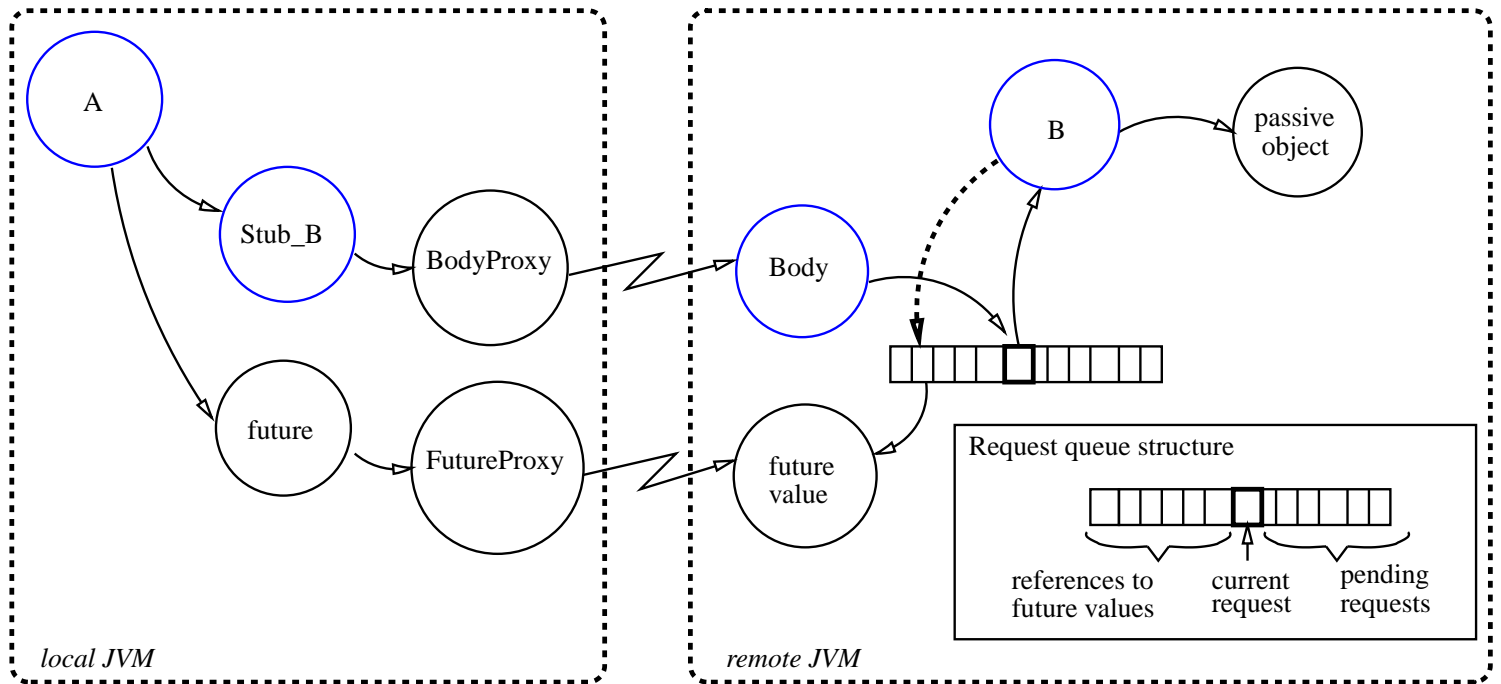 A
B
passive
object
Stub_B
BodyProxy
Body
future
FutureProxy
future
value
Request queue structure
references to
future values
current
request
pending
requests
local JVM
remote JVM